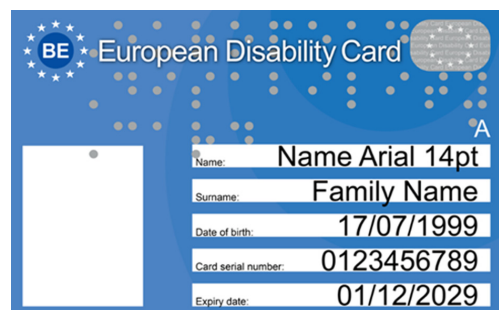 BE European Disability Card
A
Name: Name Arial 14pt
Surname: Family Name
Date of birth: 17/07/1999
Card serial number: 0123456789
Expiry date: 01/12/2029